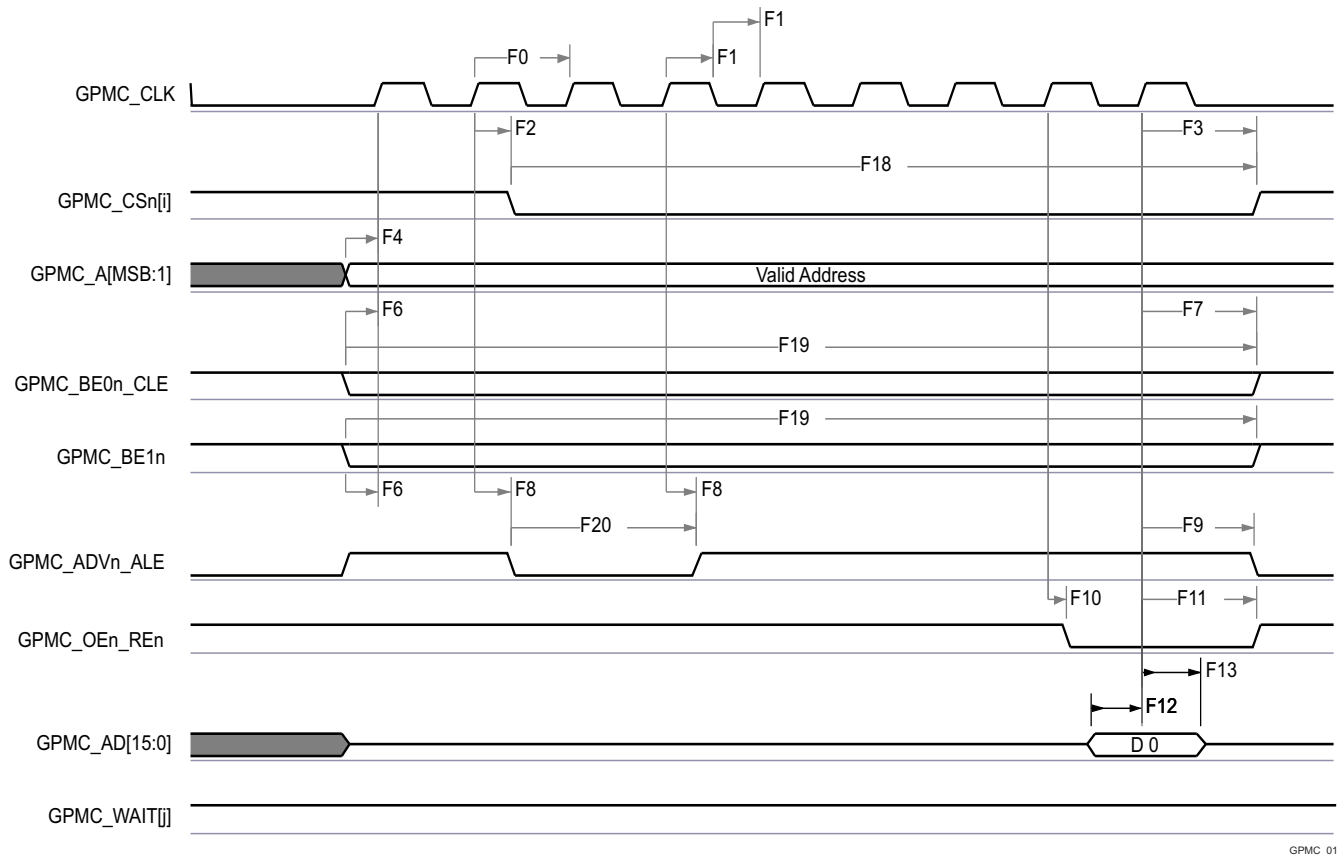 F1
F0
F1
GPMC_CLK
F2
F3
F18
GPMC_CSn[i]
F4
GPMC_A[MSB:1]
Valid Address
F6
F7
F19
GPMC_BE0n_CLE
F19
GPMC_BE1n
F6
F8
F8
F20
F9
GPMC_ADVn_ALE
F10
F11
GPMC_OEn_REn
F13
F12
GPMC_AD[15:0]
D 0
GPMC_WAIT[j]
GPMC_01